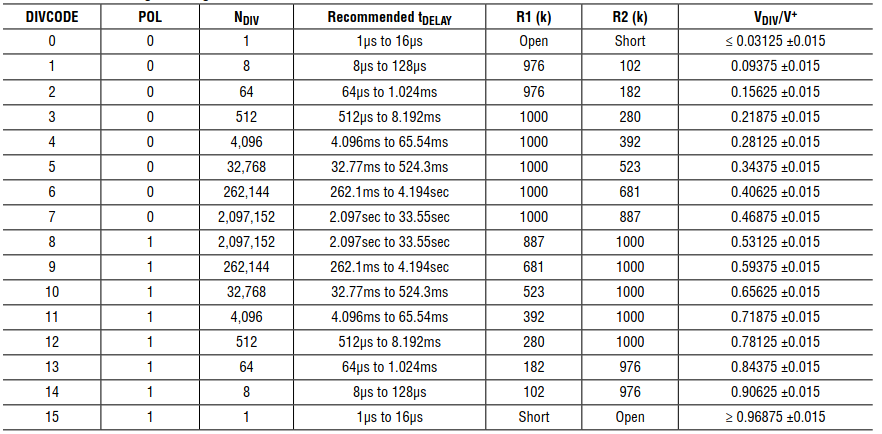 DIVCODE POL NDIV Recommended tDELAY R1 (k) R2 (k) VDIV/V+
0 0 1 1µs to 16µs Open Short ≤ 0.03125 ±0.015
1 0 8 8µs to 128µs 976 102 0.09375 ±0.015
2 0 64 64µs to 1.024ms 976 182 0.15625 ±0.015
3 0 512 512µs to 8.192ms 1000 280 0.21875 ±0.015
4 0 4,096 4.096ms to 65.54ms 1000 392 0.28125 ±0.015
5 0 32,768 32.77ms to 524.3ms 1000 523 0.34375 ±0.015
6 0 262,144 262.1ms to 4.194sec 1000 681 0.40625 ±0.015
7 0 2,097,152 2.097sec to 33.55sec 1000 887 0.46875 ±0.015
8 1 2,097,152 2.097sec to 33.55sec 887 1000 0.53125 ±0.015
9 1 262,144 262.1ms to 4.194sec 681 1000 0.59375 ±0.015
10 1 32,768 32.77ms to 524.3ms 523 1000 0.65625 ±0.015
11 1 4,096 4.096ms to 65.54ms 392 1000 0.71875 ±0.015
12 1 512 512µs to 8.192ms 280 1000 0.78125 ±0.015
13 1 64 64µs to 1.024ms 182 976 0.84375 ±0.015
14 1 8 8µs to 128µs 102 976 0.90625 ±0.015
15 1 1 1µs to 16µs Short Open ≥ 0.96875 ±0.015